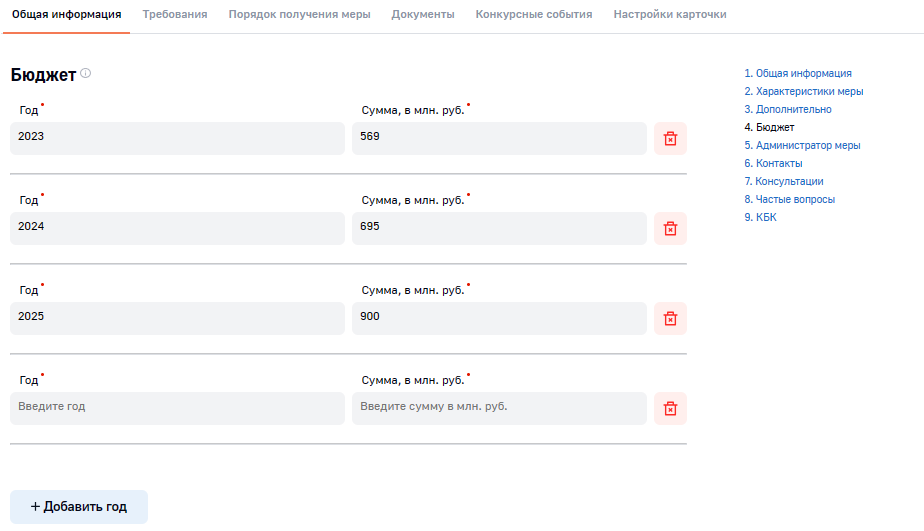 Общая информация Требования Порядок получения меры Документы Конкурсные события Настройки карточки
Бюджет
Год Сумма, в млн. руб.
2023 569
Год Сумма, в млн. руб.
2024 695
Год Сумма, в млн. руб.
2025 900
Год Сумма, в млн. руб.
Введите год Введите сумму в млн. руб.
+ Добавить год
1. Общая информация
2. Характеристики меры
3. Дополнительно
4. Бюджет
5. Администратор меры
6. Контакты
7. Консультации
8. Частые вопросы
9. КБК